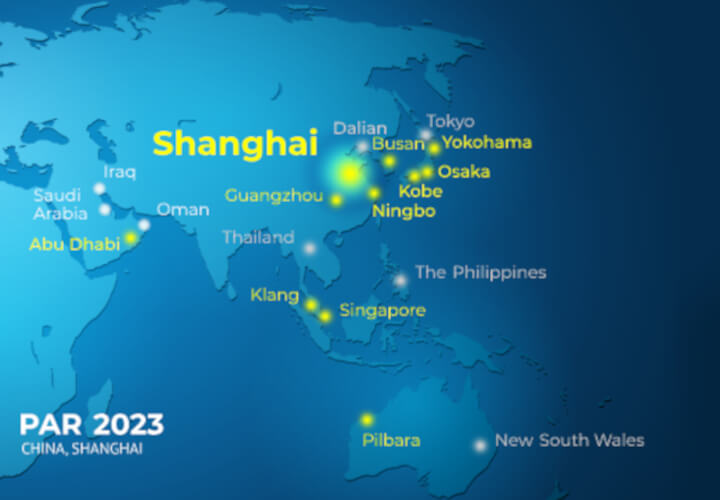 Tokyo
Dalian
Shanghai
Busan
Yokohama
Iraq
Osaka
Saudi
Arabia
Guangzhou
Kobe
Oman
Ningbo
Thailand
Abu Dhabi
The Philippines
Klang
Singapore
PAR 2023
CHINA, SHANGHAI
Pilbara
New South Wales